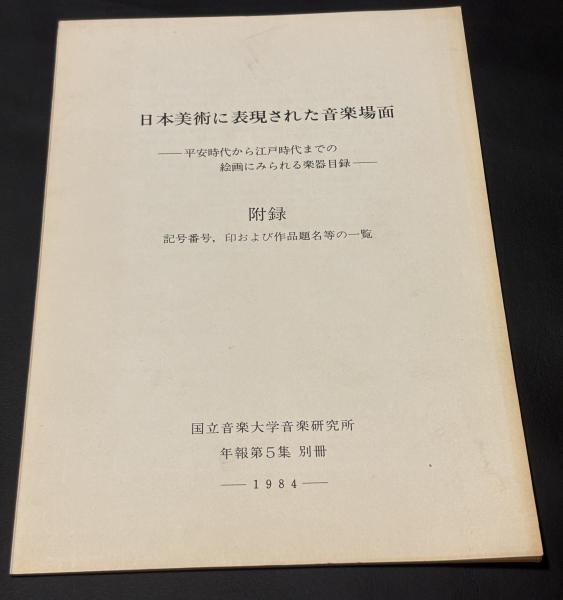 日本美術に表現された音楽場面
——平安時代から江戸時代までの
絵画にみられる楽器目録——
附録
記号番号，印および作品題名等の一覧
国立音楽大学音楽研究所
年報第5集 別冊
——1984——